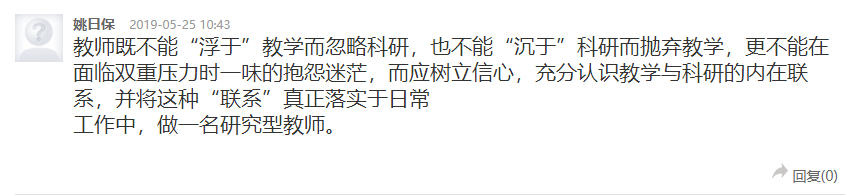 姚日保 2019-05-25 10:43
教师既不能“浮于”教学而忽略科研，也不能“沉于”科研而抛弃教学，更不能在
面临双重压力时一味的抱怨迷茫，而应树立信心，充分认识教学与科研的内在联
系，并将这种“联系”真正落实于日常
工作中，做一名研究型教师。
回复(0)